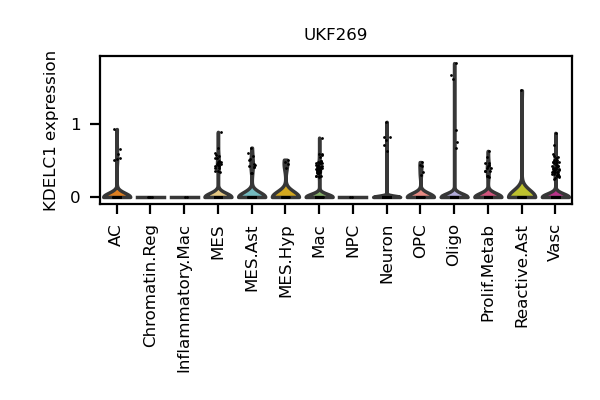 UKF269
KDELC1 expression
1
0
AC
Chromatin.Reg
Inflammatory.Mac
MES
MES.Ast
MES.Hyp
Mac
NPC
Neuron
OPC
Oligo
Prolif.Metab
Reactive.Ast
Vasc